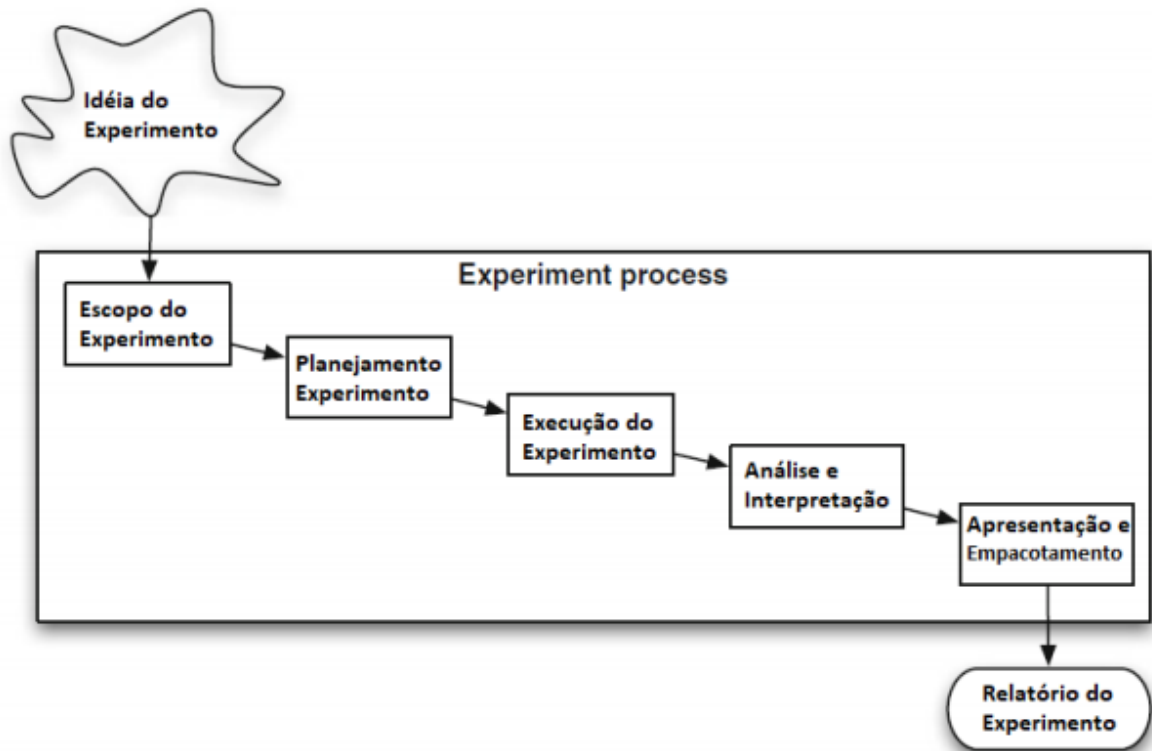 Idéia do
Experimento
Experiment process
Escopo do
Experimento
Planejamento
Experimento
Execução do
Experimento
Análise e
Interpretação
Apresentação e
Empacotamento
Relatório do
Experimento